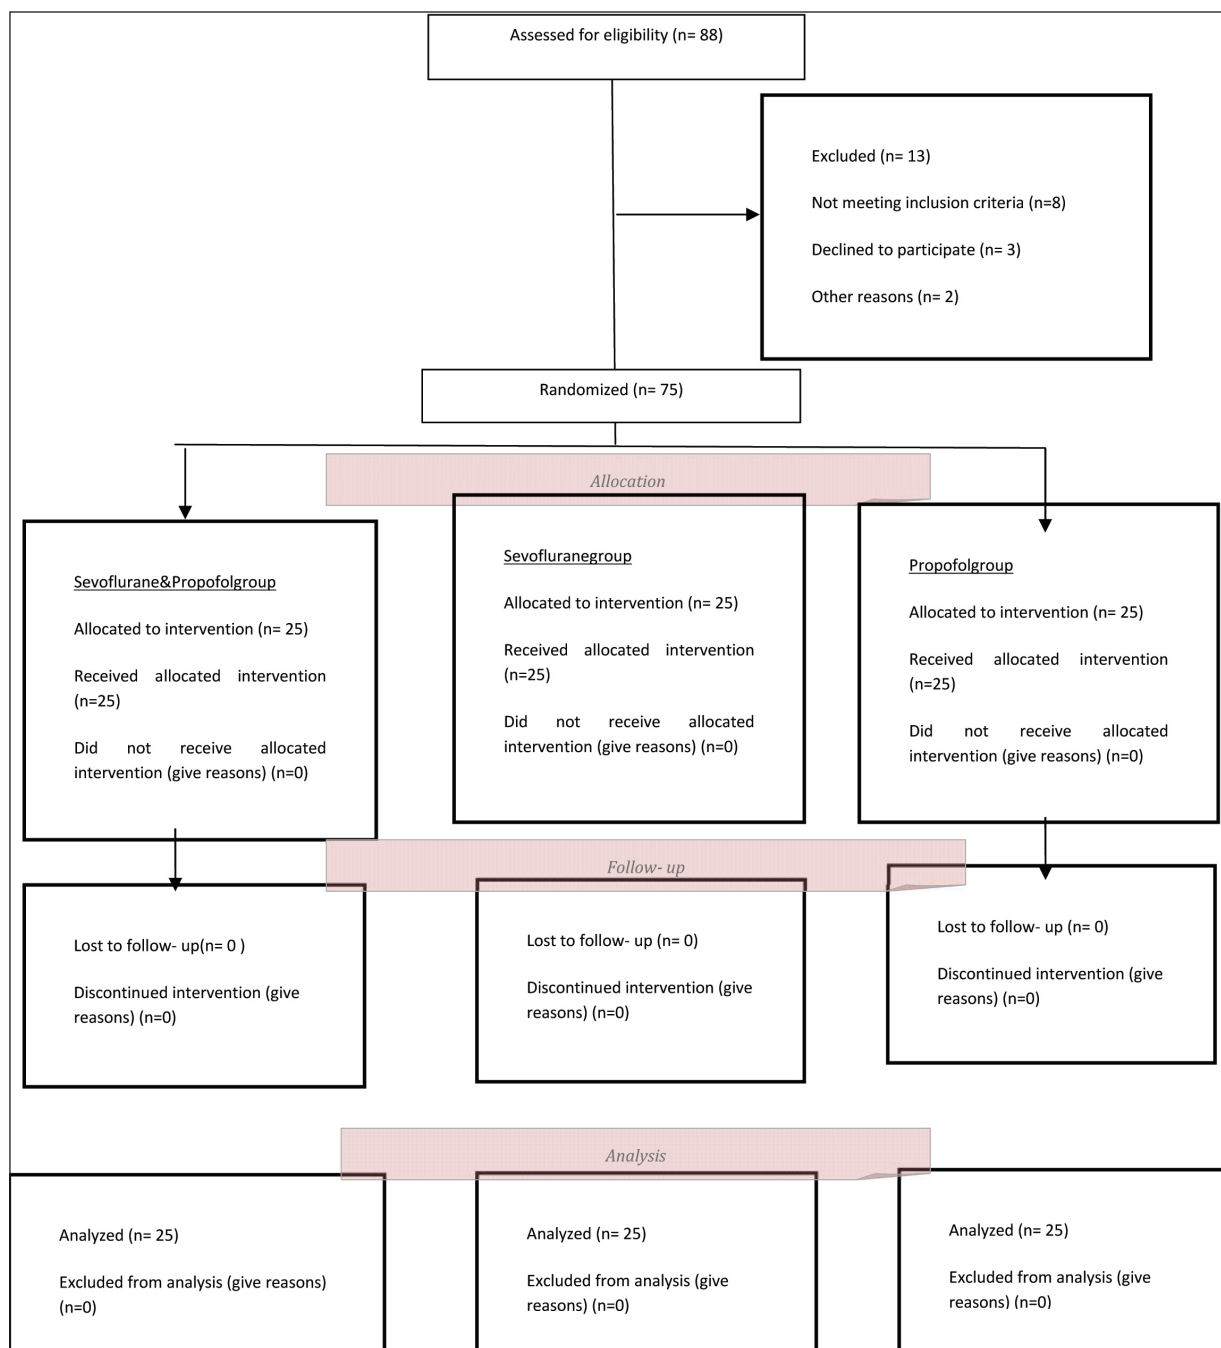 Assessed for eligibility (n= 88)
Excluded (n= 13)
Not meeting inclusion criteria (n=8)
Declined to participate (n= 3)
Other reasons (n= 2)
Randomized (n= 75)
Allocation
Sevoflurane&Propofolgroup
Allocated to intervention (n= 25)
Received allocated intervention
(n=25)
Did not receive allocated
intervention (give reasons) (n=0)
Sevofluranegroup
Allocated to intervention (n= 25)
Received allocated intervention
(n=25)
Did not receive allocated
intervention (give reasons) (n=0)
Propofolgroup
Allocated to intervention (n= 25)
Received allocated intervention
(n=25)
Did not receive allocated
intervention (give reasons) (n=0)
Follow- up
Lost to follow- up(n= 0 )
Discontinued intervention (give
reasons) (n=0)
Lost to follow- up (n= 0)
Discontinued intervention (give
reasons) (n=0)
Lost to follow- up (n= 0)
Discontinued intervention (give
reasons) (n=0)
Analysis
Analyzed (n= 25)
Excluded from analysis (give reasons)
(n=0)
Analyzed (n= 25)
Excluded from analysis (give
reasons) (n=0)
Analyzed (n= 25)
Excluded from analysis (give
reasons) (n=0)